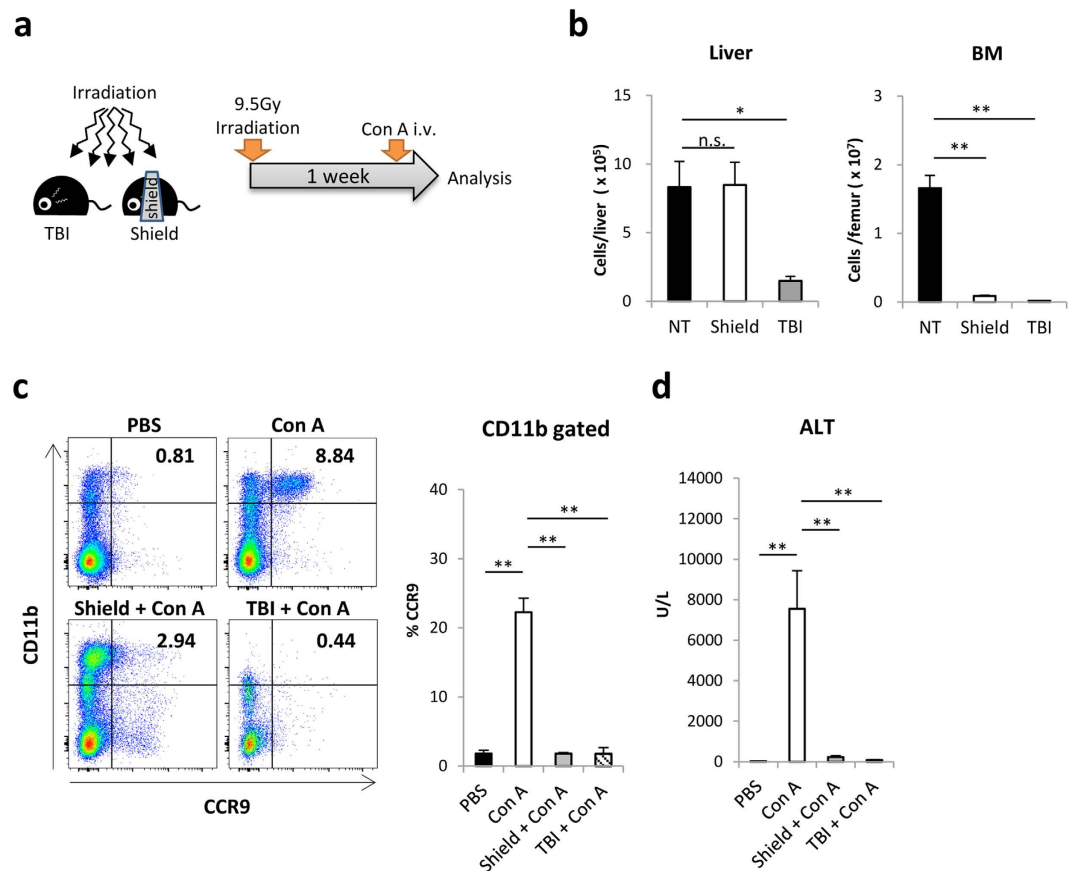 a
Irradiation
TBI
shield
Shield
9.5Gy
Irradiation
Con A i.v.
1 week
Analysis
b
Liver
Cells/liver ( x 10⁵)
15
10
5
0
*
n.s.
NT Shield TBI
BM
Cells /femur ( x 10⁷)
3
2
1
0
**
**
NT Shield TBI
c
PBS
0.81
Con A
8.84
Shield + Con A
2.94
TBI + Con A
0.44
CD11b
CCR9
CD11b gated
% CCR9
40
30
20
10
0
**
**
**
PBS
Con A
Shield + Con A
TBI + Con A
d
ALT
U/L
14000
12000
10000
8000
6000
4000
2000
0
**
**
**
PBS
Con A
Shield + Con A
TBI + Con A